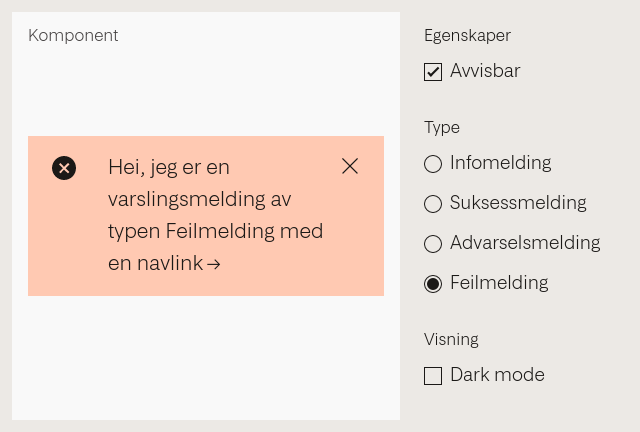 Komponent
Hei, jeg er en
varslingsmelding av
typen Feilmelding med
en navlink →
Egenskaper
Avvisbar
Type
Infomelding
Suksessmelding
Advarselsmelding
Feilmelding
Visning
Dark mode